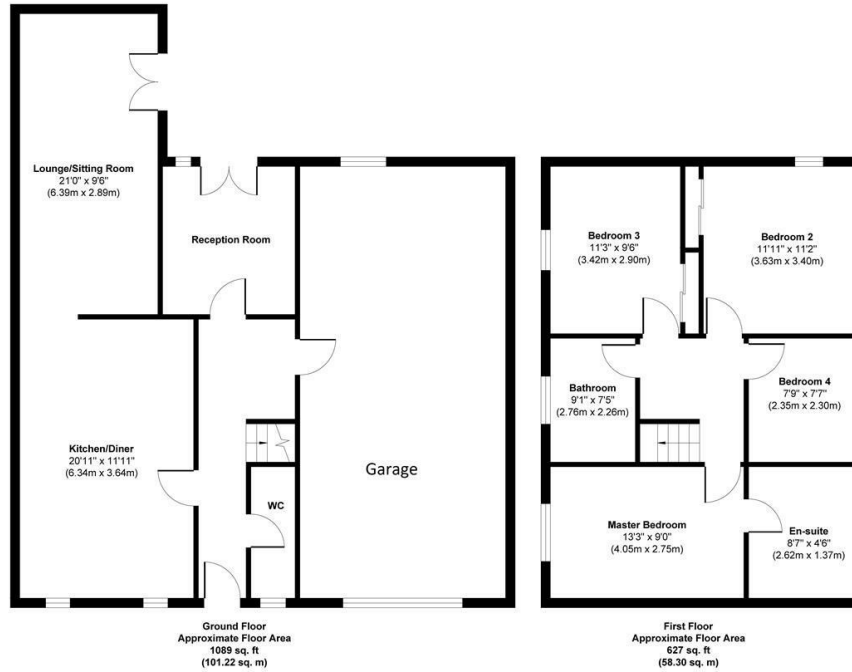 Lounge/Sitting Room
21'0" x 9'6"
(6.39m x 2.89m)
Reception Room
Kitchen/Diner
20'11" x 11'11"
(6.34m x 3.64m)
WC
Garage
Ground Floor
Approximate Floor Area
1089 sq. ft
(101.22 sq. m)
Bedroom 3
11'3" x 9'6"
(3.42m x 2.90m)
Bedroom 2
11'11" x 11'2"
(3.63m x 3.40m)
Bathroom
9'1" x 7'5"
(2.76m x 2.26m)
Bedroom 4
7'9" x 7'7"
(2.35m x 2.30m)
Master Bedroom
13'3" x 9'0"
(4.05m x 2.75m)
En-suite
8'7" x 4'6"
(2.62m x 1.37m)
First Floor
Approximate Floor Area
627 sq. ft
(58.30 sq. m)